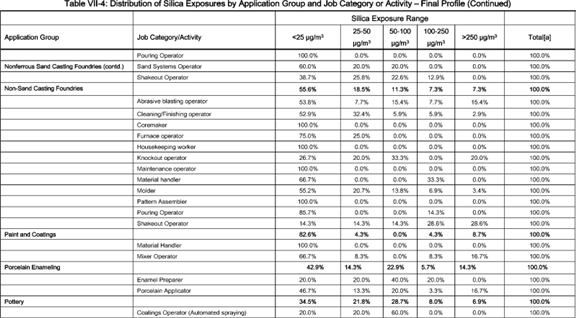 Table VII-4: Distribution of Silica Exposures by Application Group and Job Category or Activity – Final Profile (Continued)
Silica Exposure Range
Application Group Job Category/Activity <25 µg/m³ 25-50 µg/m³ 50-100 µg/m³ 100-250 µg/m³ >250 µg/m³ Total[a]
Pouring Operator 100.0% 0.0% 0.0% 0.0% 0.0% 100.0%
Nonferrous Sand Casting Foundries (contd.) Sand Systems Operator 60.0% 20.0% 20.0% 0.0% 0.0% 100.0%
Shakeout Operator 38.7% 25.8% 22.6% 12.9% 0.0% 100.0%
Non-Sand Casting Foundries 55.6% 18.5% 11.3% 7.3% 7.3% 100.0%
Abrasive blasting operator 53.8% 7.7% 15.4% 7.7% 15.4% 100.0%
Cleaning/Finishing operator 52.9% 32.4% 5.9% 5.9% 2.9% 100.0%
Coremaker 100.0% 0.0% 0.0% 0.0% 0.0% 100.0%
Furnace operator 75.0% 25.0% 0.0% 0.0% 0.0% 100.0%
Housekeeping worker 100.0% 0.0% 0.0% 0.0% 0.0% 100.0%
Knockout operator 26.7% 20.0% 33.3% 0.0% 20.0% 100.0%
Maintenance operator 100.0% 0.0% 0.0% 0.0% 0.0% 100.0%
Material handler 66.7% 0.0% 0.0% 33.3% 0.0% 100.0%
Molder 55.2% 20.7% 13.8% 6.9% 3.4% 100.0%
Pattern Assembler 100.0% 0.0% 0.0% 0.0% 0.0% 100.0%
Pouring Operator 85.7% 0.0% 0.0% 14.3% 0.0% 100.0%
Shakeout Operator 14.3% 14.3% 14.3% 28.6% 28.6% 100.0%
Paint and Coatings 82.6% 4.3% 0.0% 4.3% 8.7% 100.0%
Material Handler 100.0% 0.0% 0.0% 0.0% 0.0% 100.0%
Mixer Operator 66.7% 8.3% 0.0% 8.3% 16.7% 100.0%
Porcelain Enameling 42.9% 14.3% 22.9% 5.7% 14.3% 100.0%
Enamel Preparer 20.0% 20.0% 40.0% 20.0% 0.0% 100.0%
Porcelain Applicator 46.7% 13.3% 20.0% 3.3% 16.7% 100.0%
Pottery 34.5% 21.8% 28.7% 8.0% 6.9% 100.0%
Coatings Operator (Automated spraying) 20.0% 20.0% 60.0% 0.0% 0.0% 100.0%